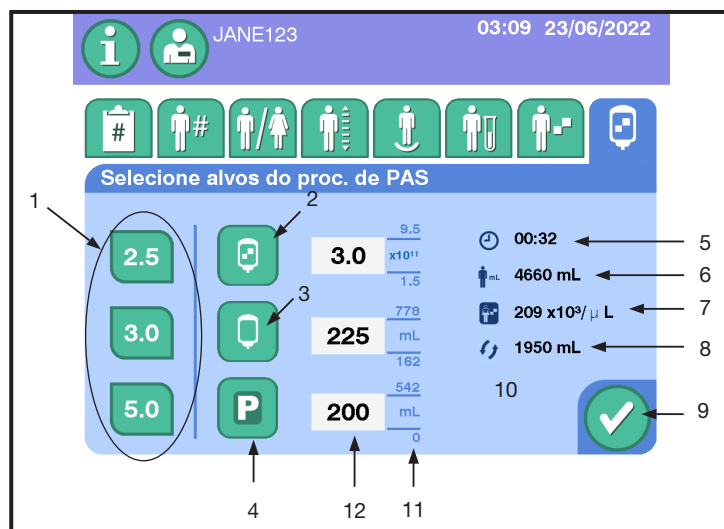 JANE123
03:09 23/06/2022
#
#
Selecione alvos do proc. de PAS
1
2.5
3.0
5.0
2
3
P
4
3.0
9.5
x10¹¹
1.5
225
778
mL
162
200
542
mL
0
12
11
00:32
5
mL
4660 mL
6
209 x10³/ μ L
7
1950 mL
8
10
9